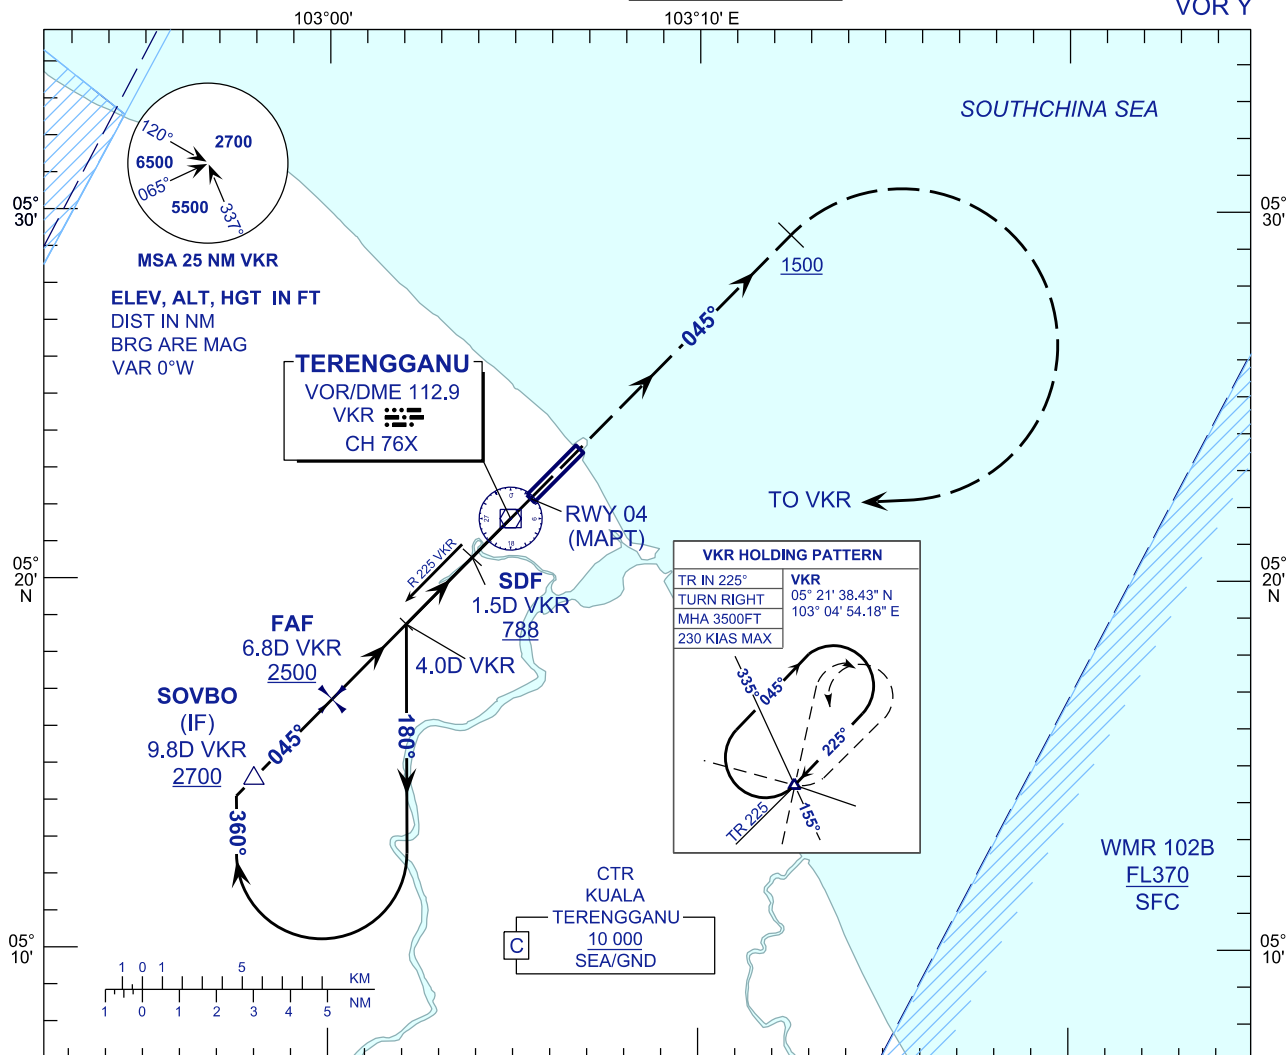 VOR Y
103°00'
103°10' E
SOUTHCHINA SEA
120°
2700
6500
065°
5500
337°
MSA 25 NM VKR
05°
30'
05°
30'
ELEV, ALT, HGT IN FT
DIST IN NM
BRG ARE MAG
VAR 0°W
1500
045°
TERENGGANU
VOR/DME 112.9
VKR
CH 76X
TO VKR
RWY 04
(MAPT)
0
9
18
27
R 225 VKR
SDF
1.5D VKR
788
05°
20'
N
05°
20'
N
FAF
6.8D VKR
2500
4.0D VKR
SOVBO
(IF)
9.8D VKR
2700
045°
180°
360°
VKR HOLDING PATTERN
TR IN 225°
TURN RIGHT
MHA 3500FT
230 KIAS MAX
VKR
05° 21' 38.43" N
103° 04' 54.18" E
335°
045°
225°
TR 225
155°
WMR 102B
FL370
SFC
CTR
KUALA
TERENGGANU
10 000
SEA/GND
C
05°
10'
05°
10'
1 0 1 5 KM
1 0 1 2 3 4 5 NM